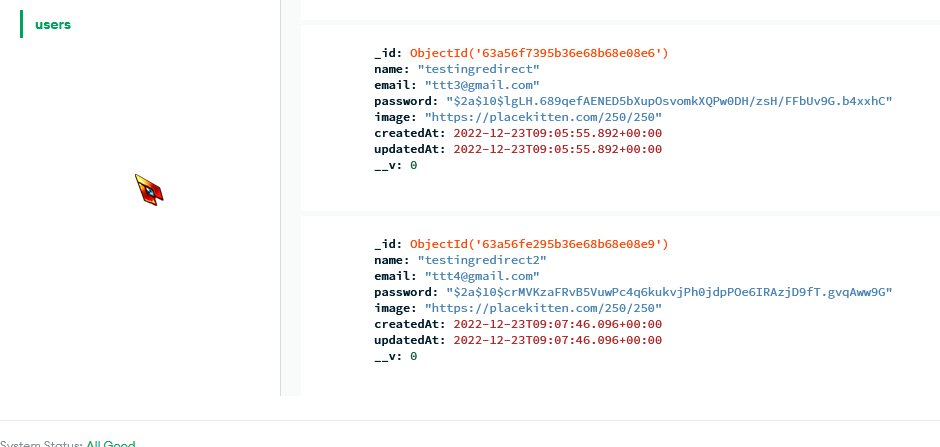 users
_id: ObjectId('63a56f7395b36e68b68e08e6')
name: "testingredirect"
email: "ttt3@gmail.com"
password: "$2a$10$lgLH.689qefAENED5bXupOsvomkXQPw0DH/zsH/FFbUv9G.b4xxhC"
image: "https://placekitten.com/250/250"
createdAt: 2022-12-23T09:05:55.892+00:00
updatedAt: 2022-12-23T09:05:55.892+00:00
__v: 0
_id: ObjectId('63a56fe295b36e68b68e08e9')
name: "testingredirect2"
email: "ttt4@gmail.com"
password: "$2a$10$crMVKzaFRvB5VuwPc4q6kukvjPh0jdpPOe6IRAzjD9fT.gvqAww9G"
image: "https://placekitten.com/250/250"
createdAt: 2022-12-23T09:07:46.096+00:00
updatedAt: 2022-12-23T09:07:46.096+00:00
__v: 0
System Status: All Good